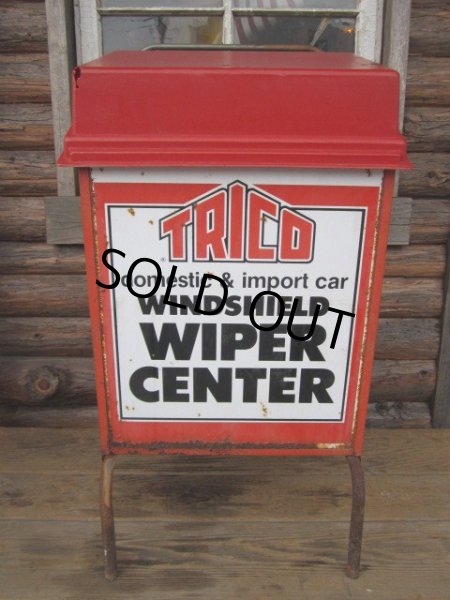 TRICO
®
domestic & import car
WINDSHIELD
WIPER
CENTER
SOLD OUT